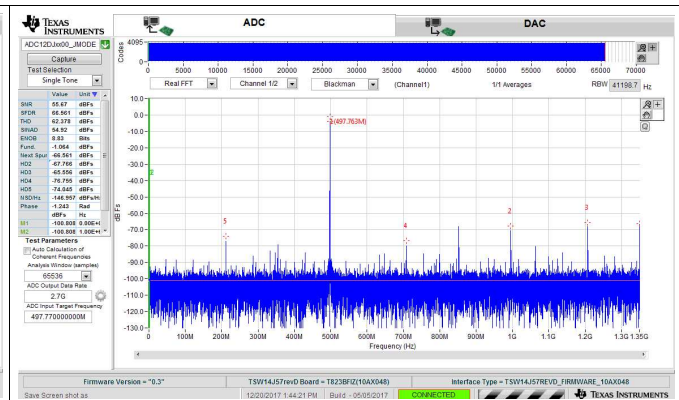 TEXAS INSTRUMENTS
ADC
DAC
ADC12DJxx00_JMODE
Capture
Test Selection
Single Tone
Value Unit
SNR 55.67 dBFs
SFDR 66.561 dBFs
THD 62.378 dBFs
SINAD 54.92 dBFs
ENOB 8.83 Bits
Fund. -1.064 dBFs
Next Spur -66.561 dBFs
HD2 -67.766 dBFs
HD3 -65.556 dBFs
HD4 -76.755 dBFs
HD5 -74.045 dBFs
NSD/Hz -146.957 dBFs/Hz
Phase -1.243 Rad
dBFs Hz
M1 -100.808 0.00E+(
M2 -100.808 1.00E+(
Test Parameters
Auto Calculation of
Coherent Frequencies
Analysis Window (samples)
65536
ADC Output Data
Rate
2.7G
ADC Input Target Frequency
497.770000000M
Codes
4095
0
0 5000 10000 15000 20000 25000 30000 35000 40000 45000 50000 55000 60000 65000 70000
Real FFT
Channel 1/2
Blackman
(Channel1)
1/1 Averages
RBW 41198.7 Hz
10.0
0.0
-10.0
-20.0
-30.0
-40.0
-50.0
-60.0
-70.0
-80.0
-90.0
-100.0
-110.0
-120.0
-130.0
dBFs
(497.763M)
5
4
2
3
0 100M 200M 300M 400M 500M 600M 700M 800M 900M 1G 1.1G 1.2G 1.3G 1.35G
Frequency (Hz)
Firmware Version = "0.3"
TSW14J57revD Board = T823BFIZ(10AX048)
Interface Type = TSW14J57REVD_FIRMWARE_10AX048
Save Screen shot as
12/20/2017 1:44:21 PM
Build - 05/05/2017
CONNECTED
TEXAS INSTRUMENTS